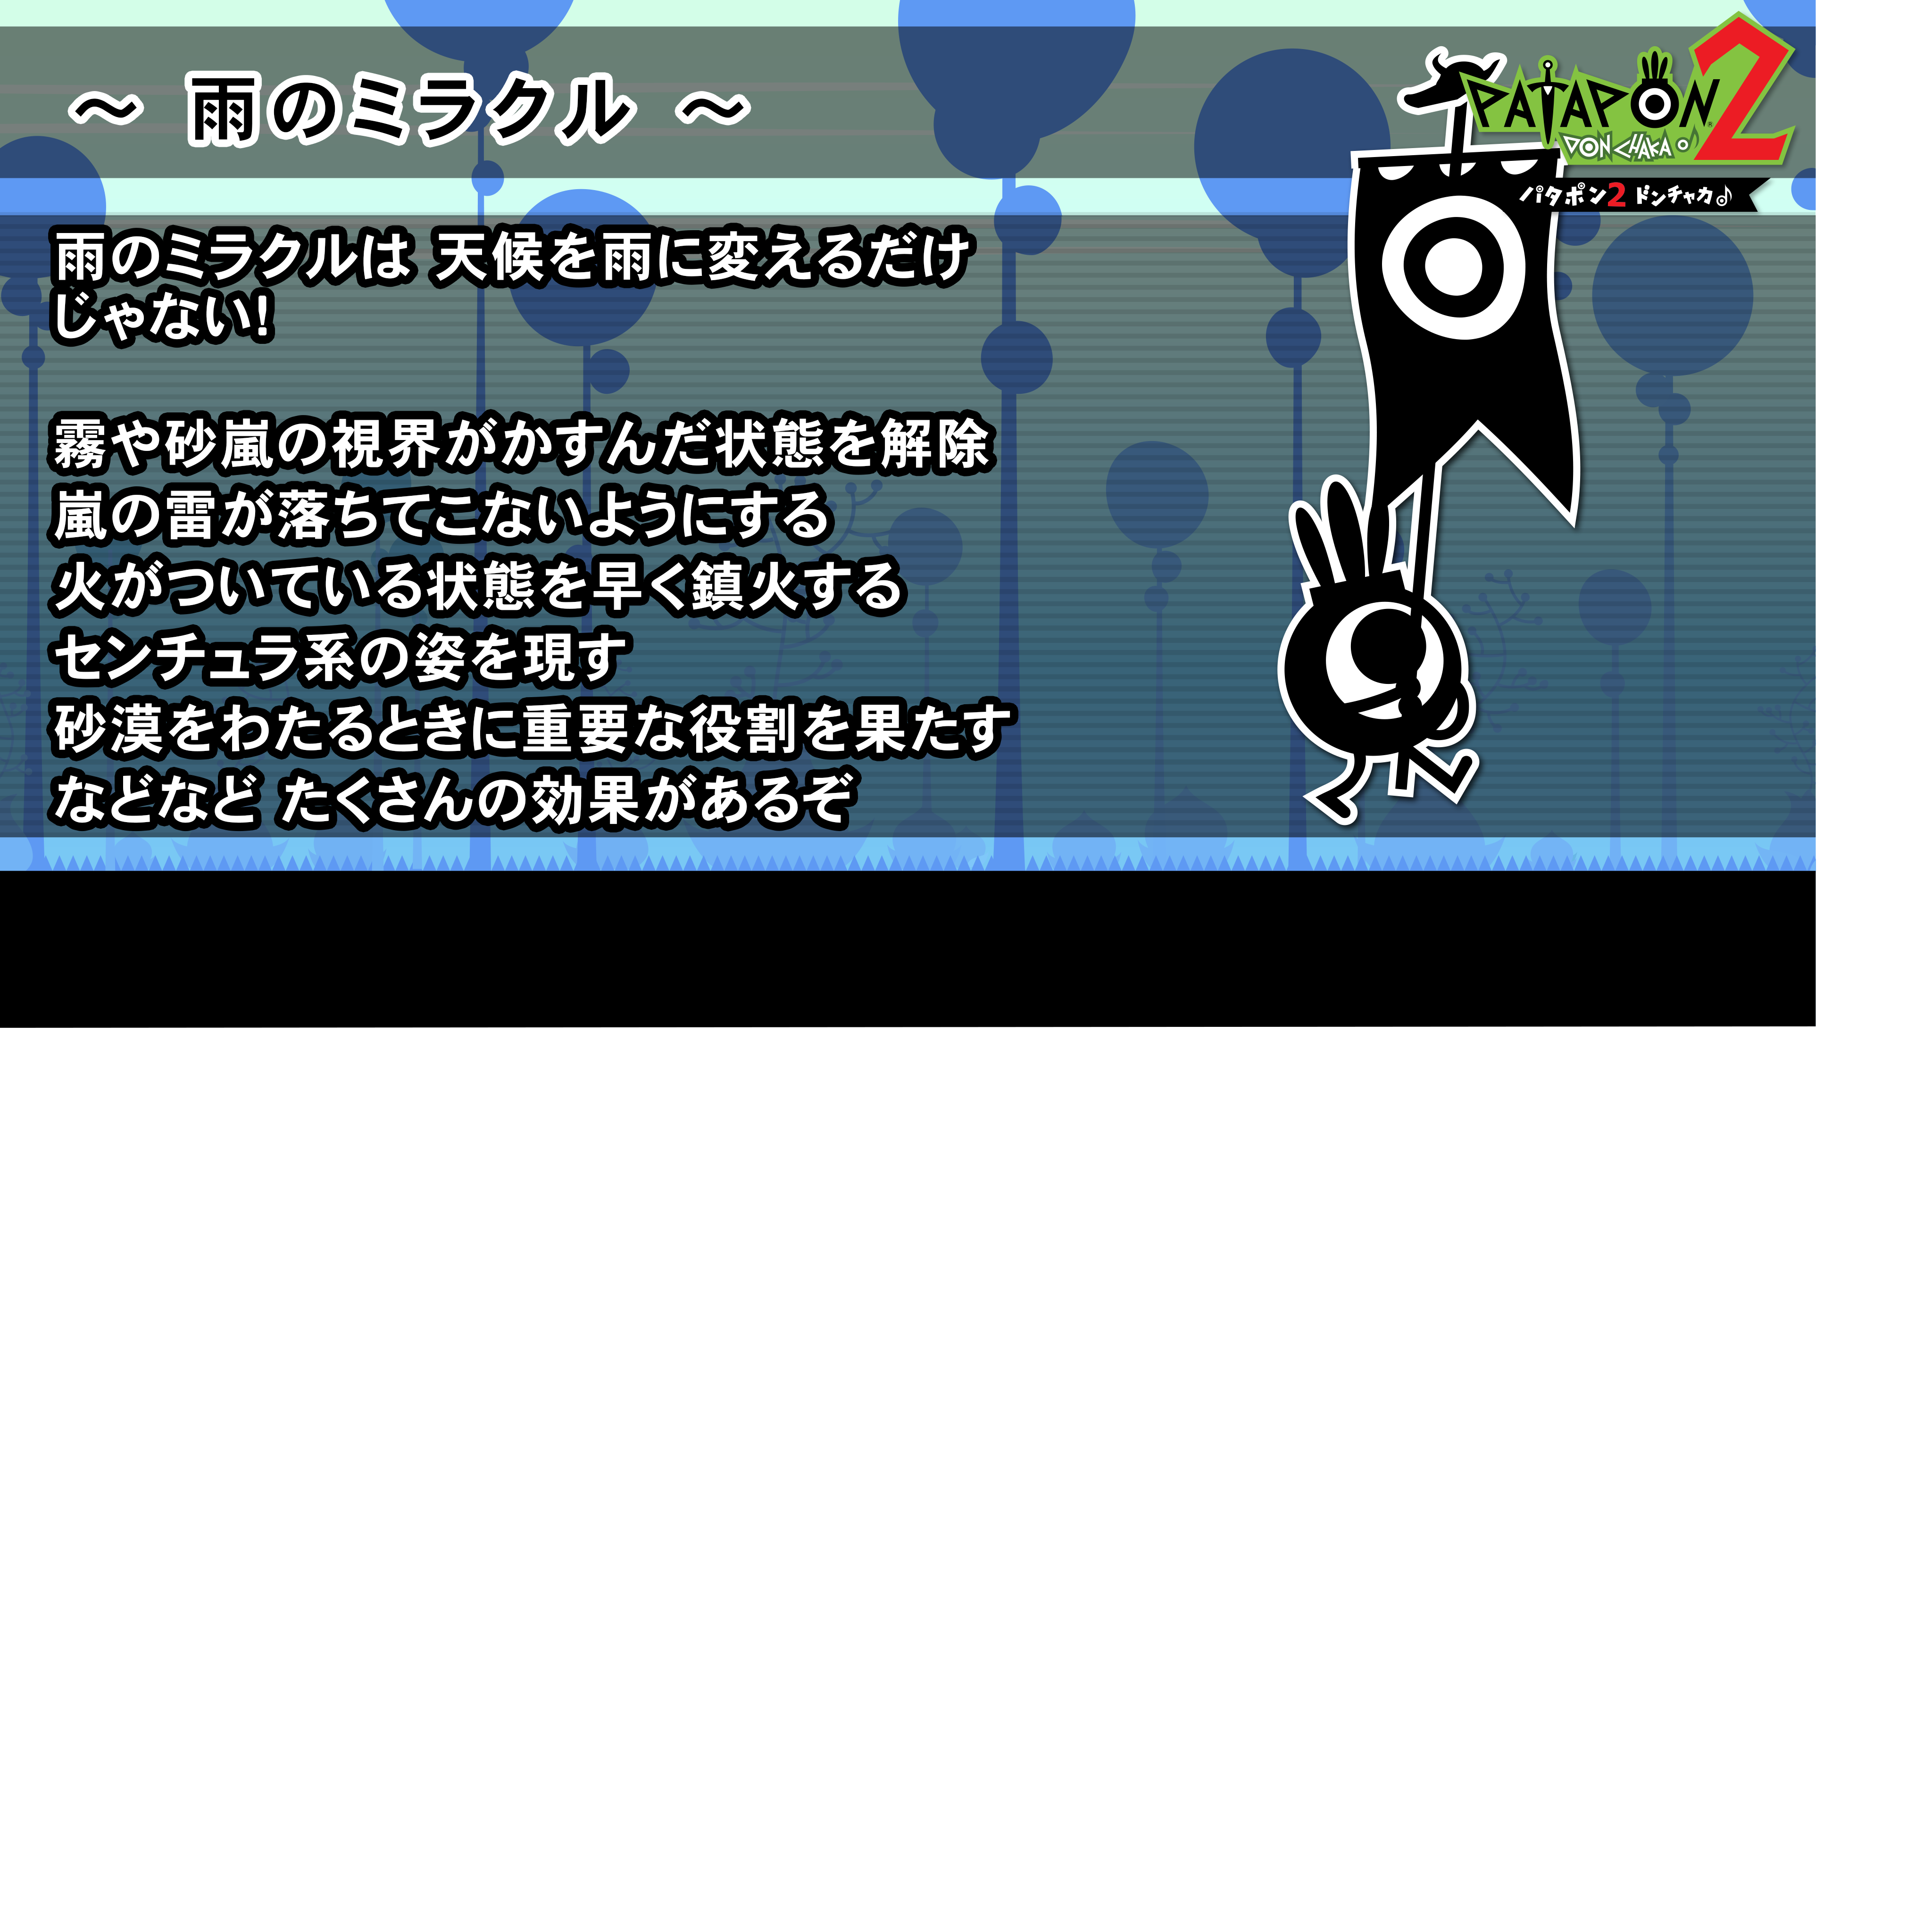 ～ 雨のミラクル ～
PATAPON 2
DON CHAKA♪
パタポン2 ドンチャカ♪
雨のミラクルは 天候を雨に変えるだけ
じゃない!
霧や砂嵐の視界がかすんだ状態を解除
嵐の雷が落ちてこないようにする
火がついている状態を早く鎮火する
センチュラ系の姿を現す
砂漠をわたるときに重要な役割を果たす
などなど たくさんの効果があるぞ